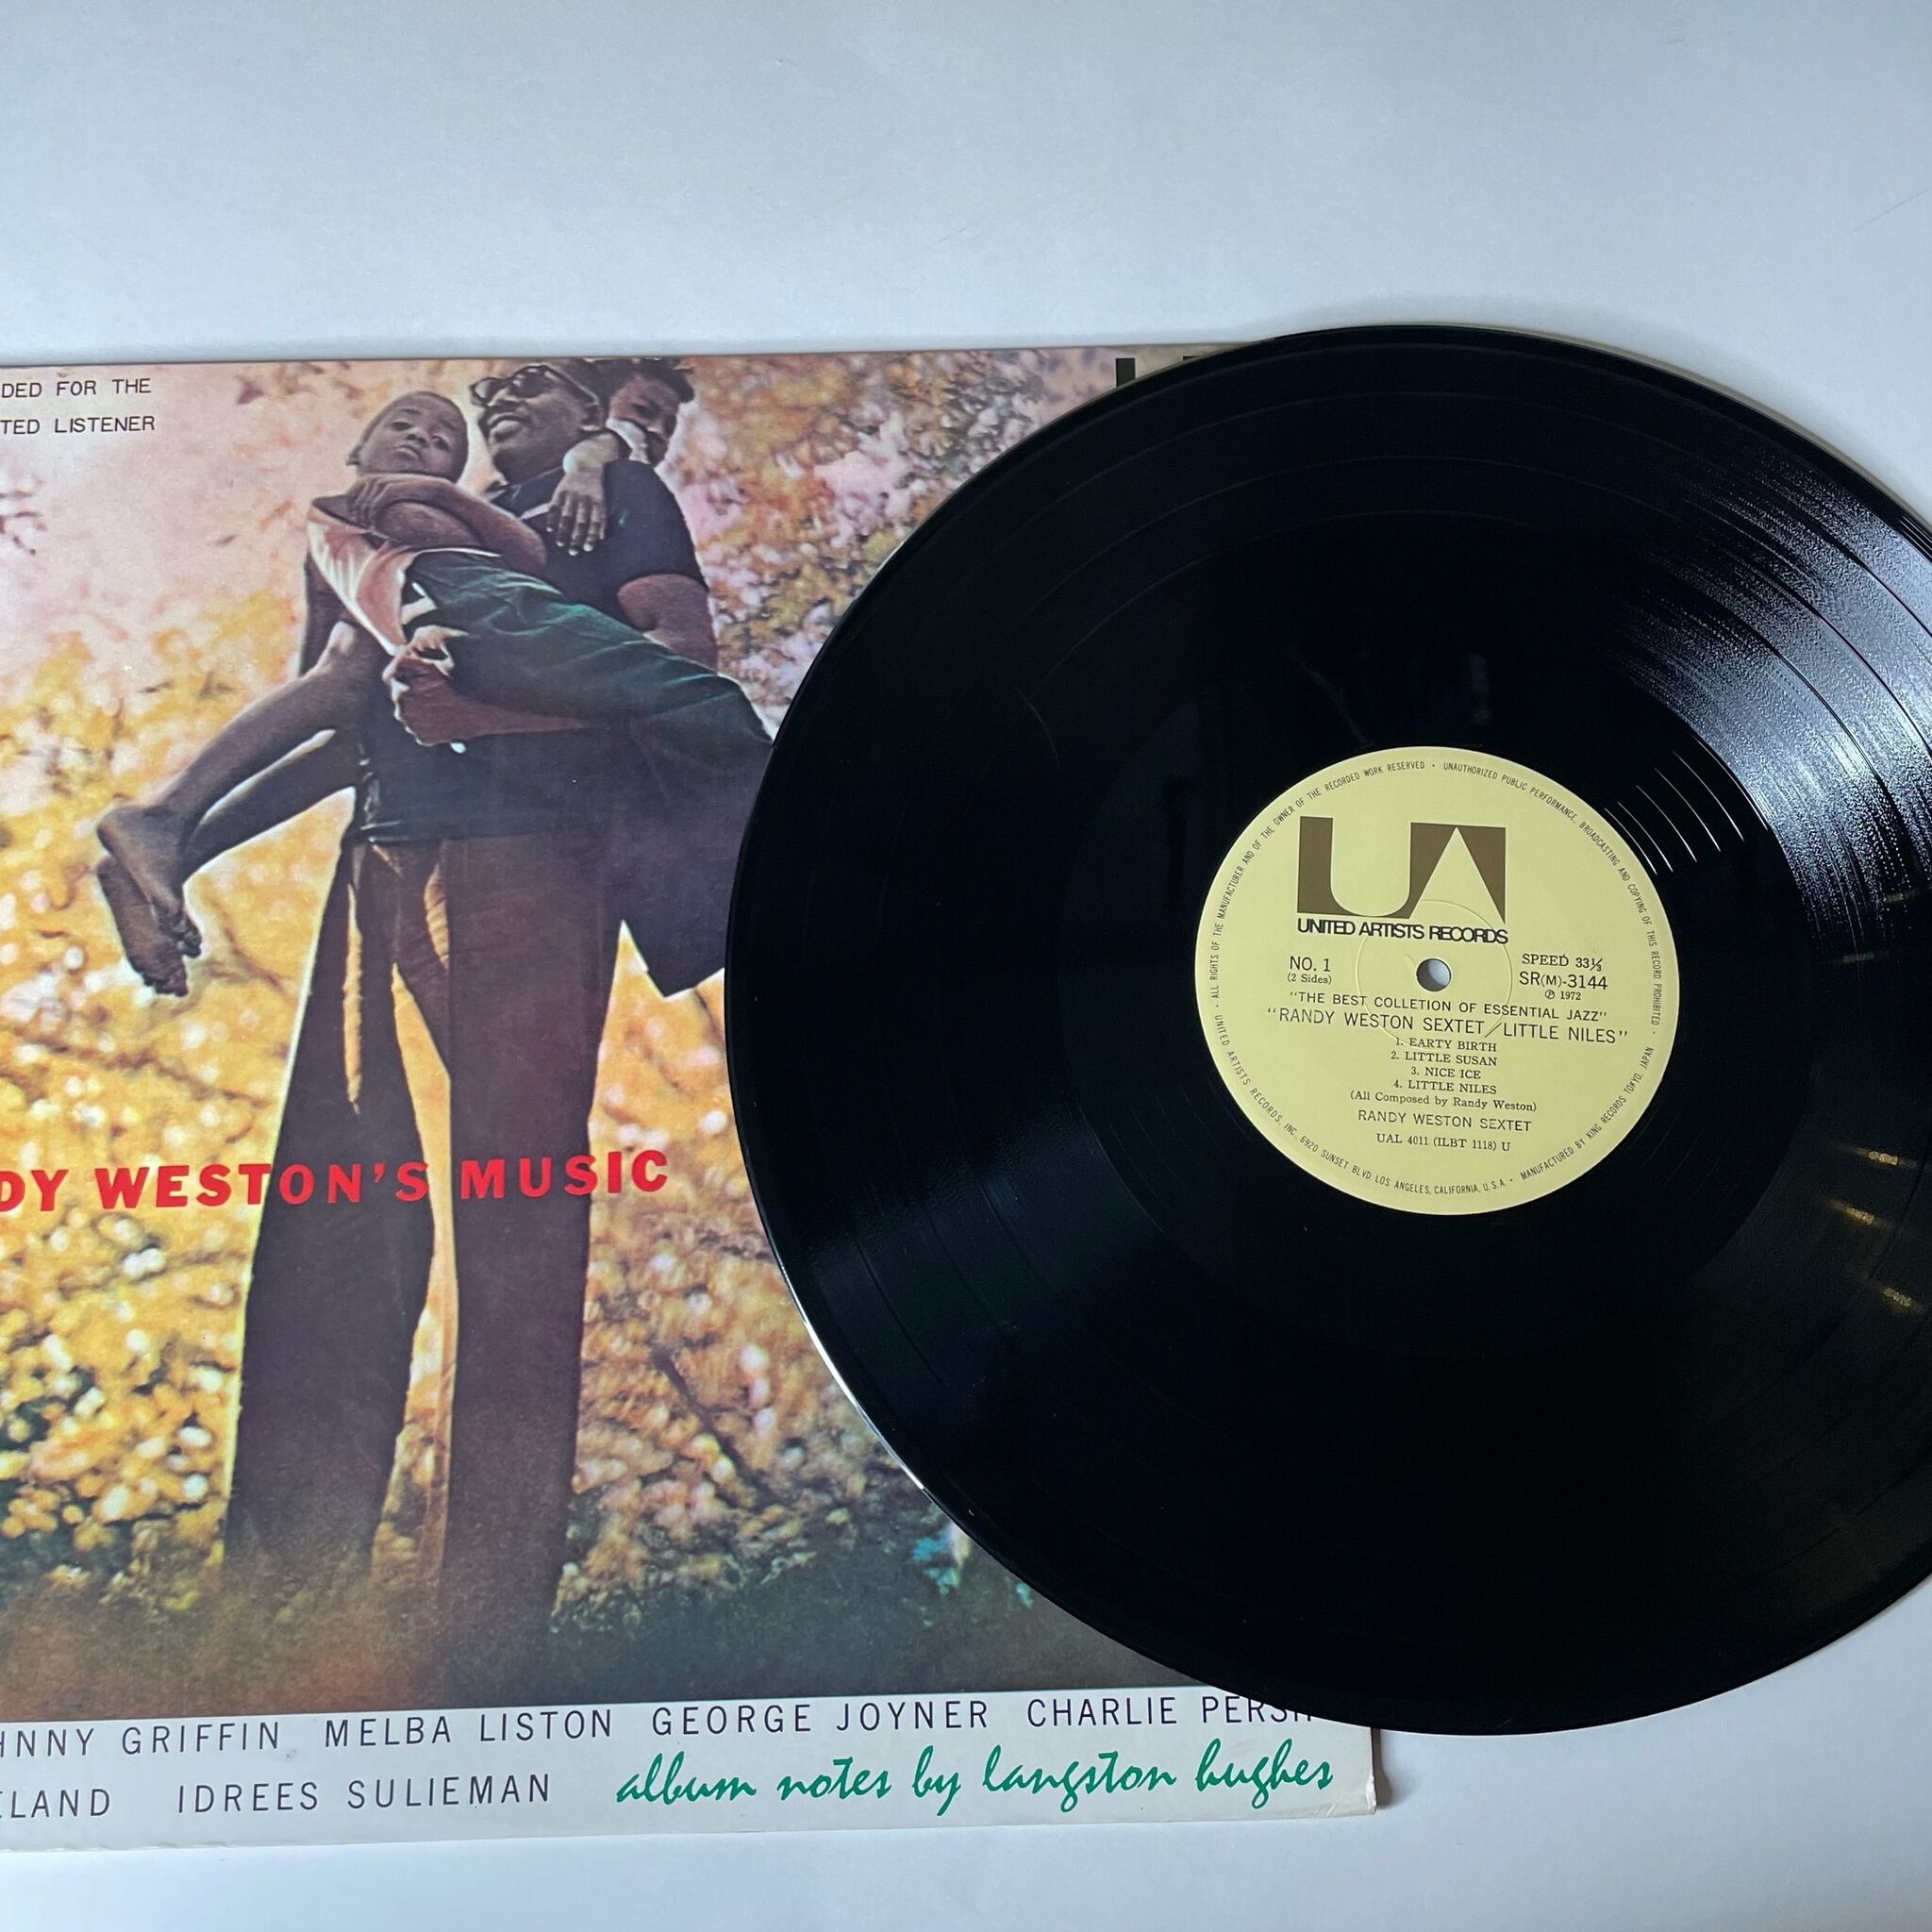 DED FOR THE
TED LISTENER
DY WESTON'S MUSIC
HNNY GRIFFIN MELBA LISTON GEORGE JOYNER CHARLIE PERSI
ELAND IDREES SULIEMAN album notes by langston hughes
UA
UNITED ARTISTS RECORDS
NO. 1
(2 Sides)
SPEED 33⅓
SR(M)-3144
Ⓟ 1972
"THE BEST COLLETION OF ESSENTIAL JAZZ"
"RANDY WESTON SEXTET/LITTLE NILES"
1. EARTY BIRTH
2. LITTLE SUSAN
3. NICE ICE
4. LITTLE NILES
(All Composed by Randy Weston)
RANDY WESTON SEXTET
UAL 4011 (ILBT 1118) U
· ALL RIGHTS OF THE MANUFACTURER AND OF THE OWNER OF THE RECORDED WORK RESERVED · UNAUTHORIZED PUBLIC PERFORMANCE, BROADCASTING AND COPYING OF THIS RECORD PROHIBITED ·
UNITED ARTISTS RECORDS, INC., 6920 SUNSET BLVD. LOS ANGELES, CALIFORNIA, U.S.A. · MANUFACTURED BY KING RECORDS TOKYO, JAPAN